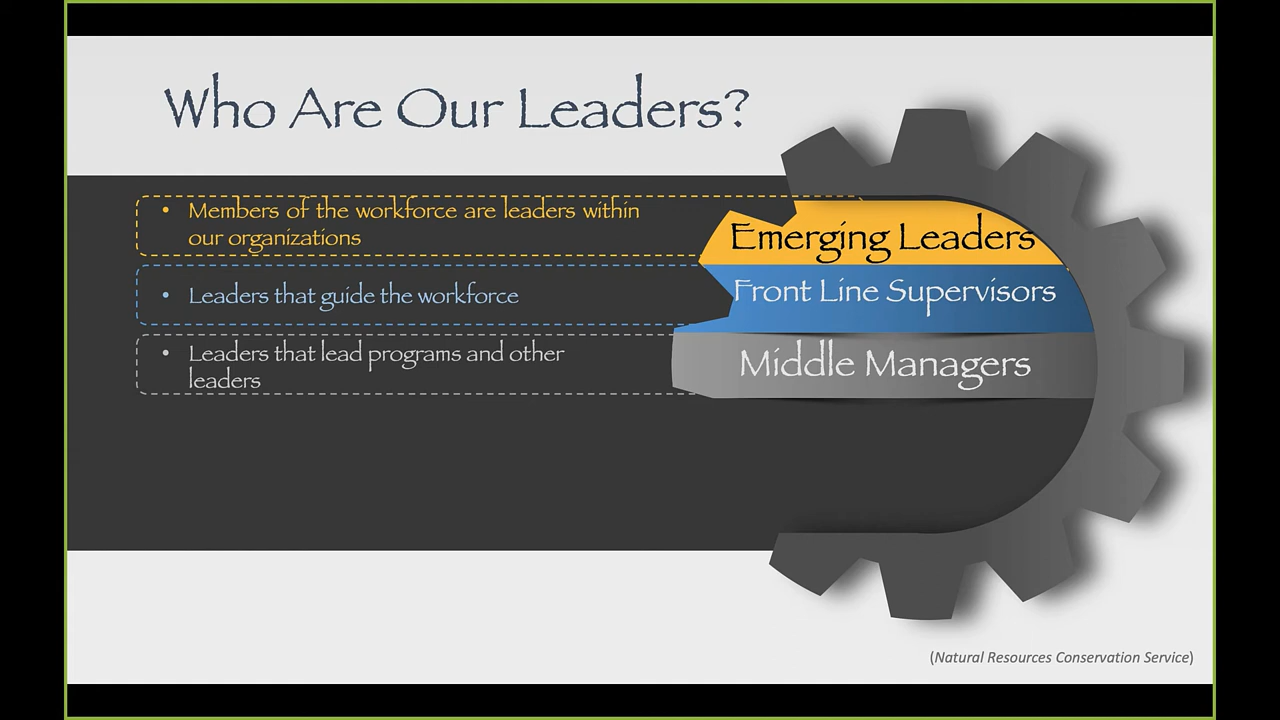 Who Are Our Leaders?
• Members of the workforce are leaders within
our organizations
Emerging Leaders
• Leaders that guide the workforce
Front Line Supervisors
• Leaders that lead programs and other
leaders
Middle Managers
(Natural Resources Conservation Service)